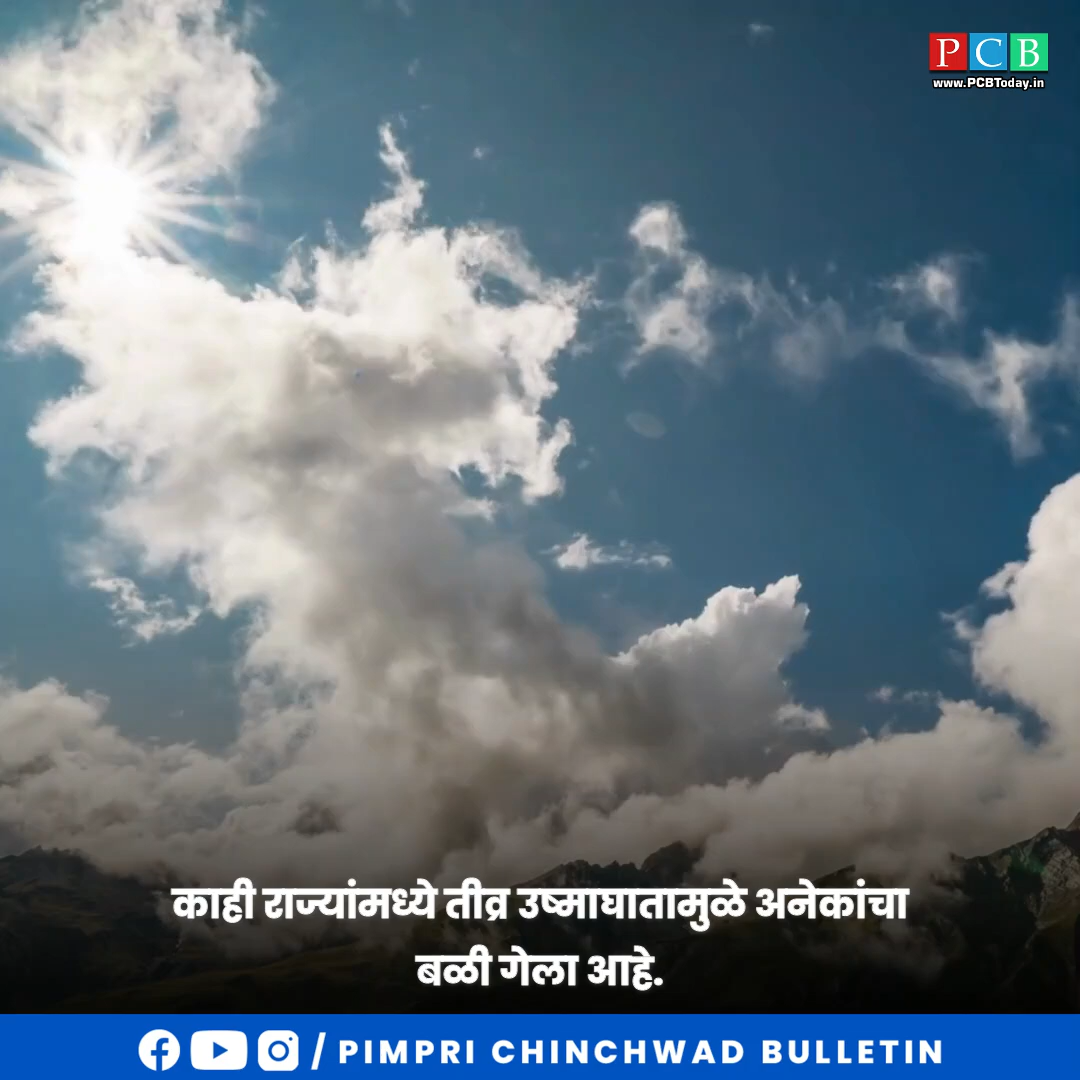 PCB
www.PCBToday.in
काही राज्यांमध्ये तीव्र उष्माघातामुळे अनेकांचा
बळी गेला आहे.
/ PIMPRI CHINCHWAD BULLETIN